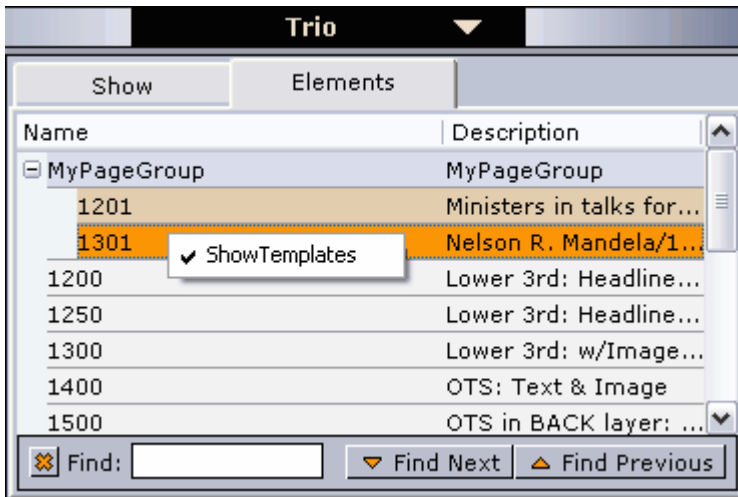 Trio
Show Elements
Name Description
MyPageGroup MyPageGroup
1201 Ministers in talks for...
1301 Nelson R. Mandela/1...
ShowTemplates
1200 Lower 3rd: Headline...
1250 Lower 3rd: Headline...
1300 Lower 3rd: w/Image...
1400 OTS: Text & Image
1500 OTS in BACK layer: ...
Find: Find Next Find Previous